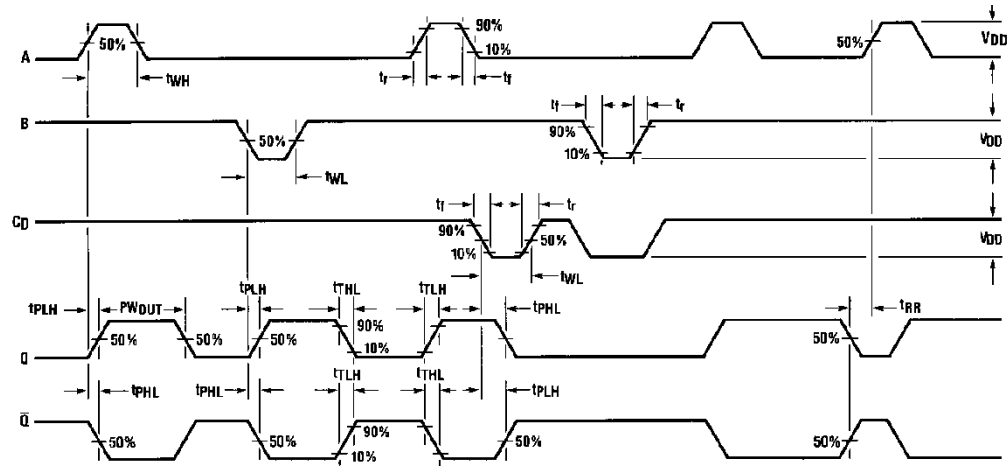 90%
50% 50% VDD
A 10%
tWH tr tf
tf tr
B 50% 90% VDD
10%
tWL
tf tr
CD
90% 50% VDD
10%
tWL
tPLH PWOUT tPLH tTHL tTLH tPHL tRR
90%
50% 50% 50% 50%
Q 10%
tPHL tPHL tTLH tTHL tPLH
Q̅
90%
50% 50% 50% 50%
10%